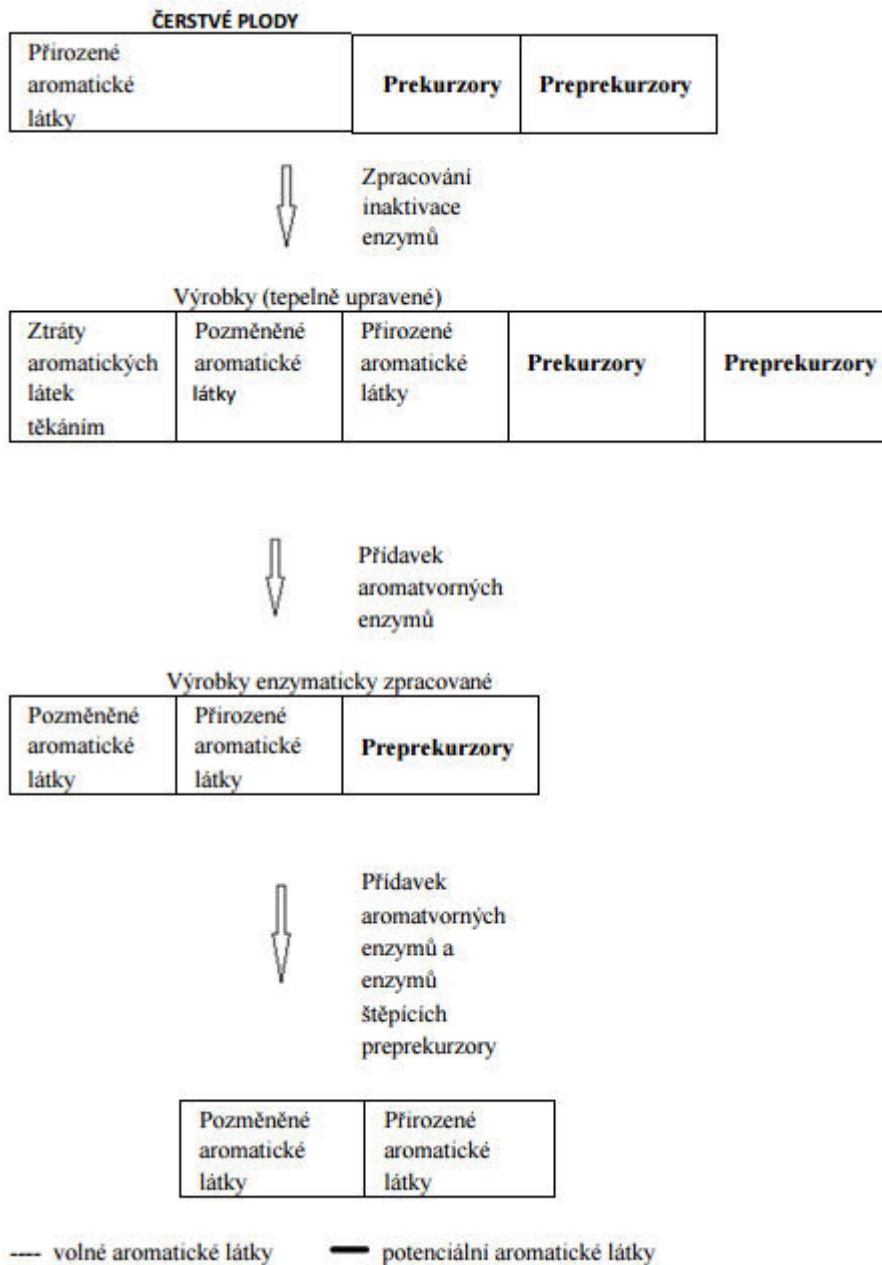 ČERSTVÉ PLODY
Přirozené
aromatické
látky
Prekurzory
Preprekurzory
Zpracování
inaktivace
enzymů
Výrobky (tepelně upravené)
Ztráty
aromatických
látek
těkáním
Pozměněné
aromatické
látky
Přirozené
aromatické
látky
Prekurzory
Preprekurzory
Přídavek
aromatvorných
enzymů
Výrobky enzymaticky zpracované
Pozměněné
aromatické
látky
Přirozené
aromatické
látky
Preprekurzory
Přídavek
aromatvorných
enzymů a
enzymů
štěpících
preprekurzory
Pozměněné
aromatické
látky
Přirozené
aromatické
látky
---- volné aromatické látky
potenciální aromatické látky